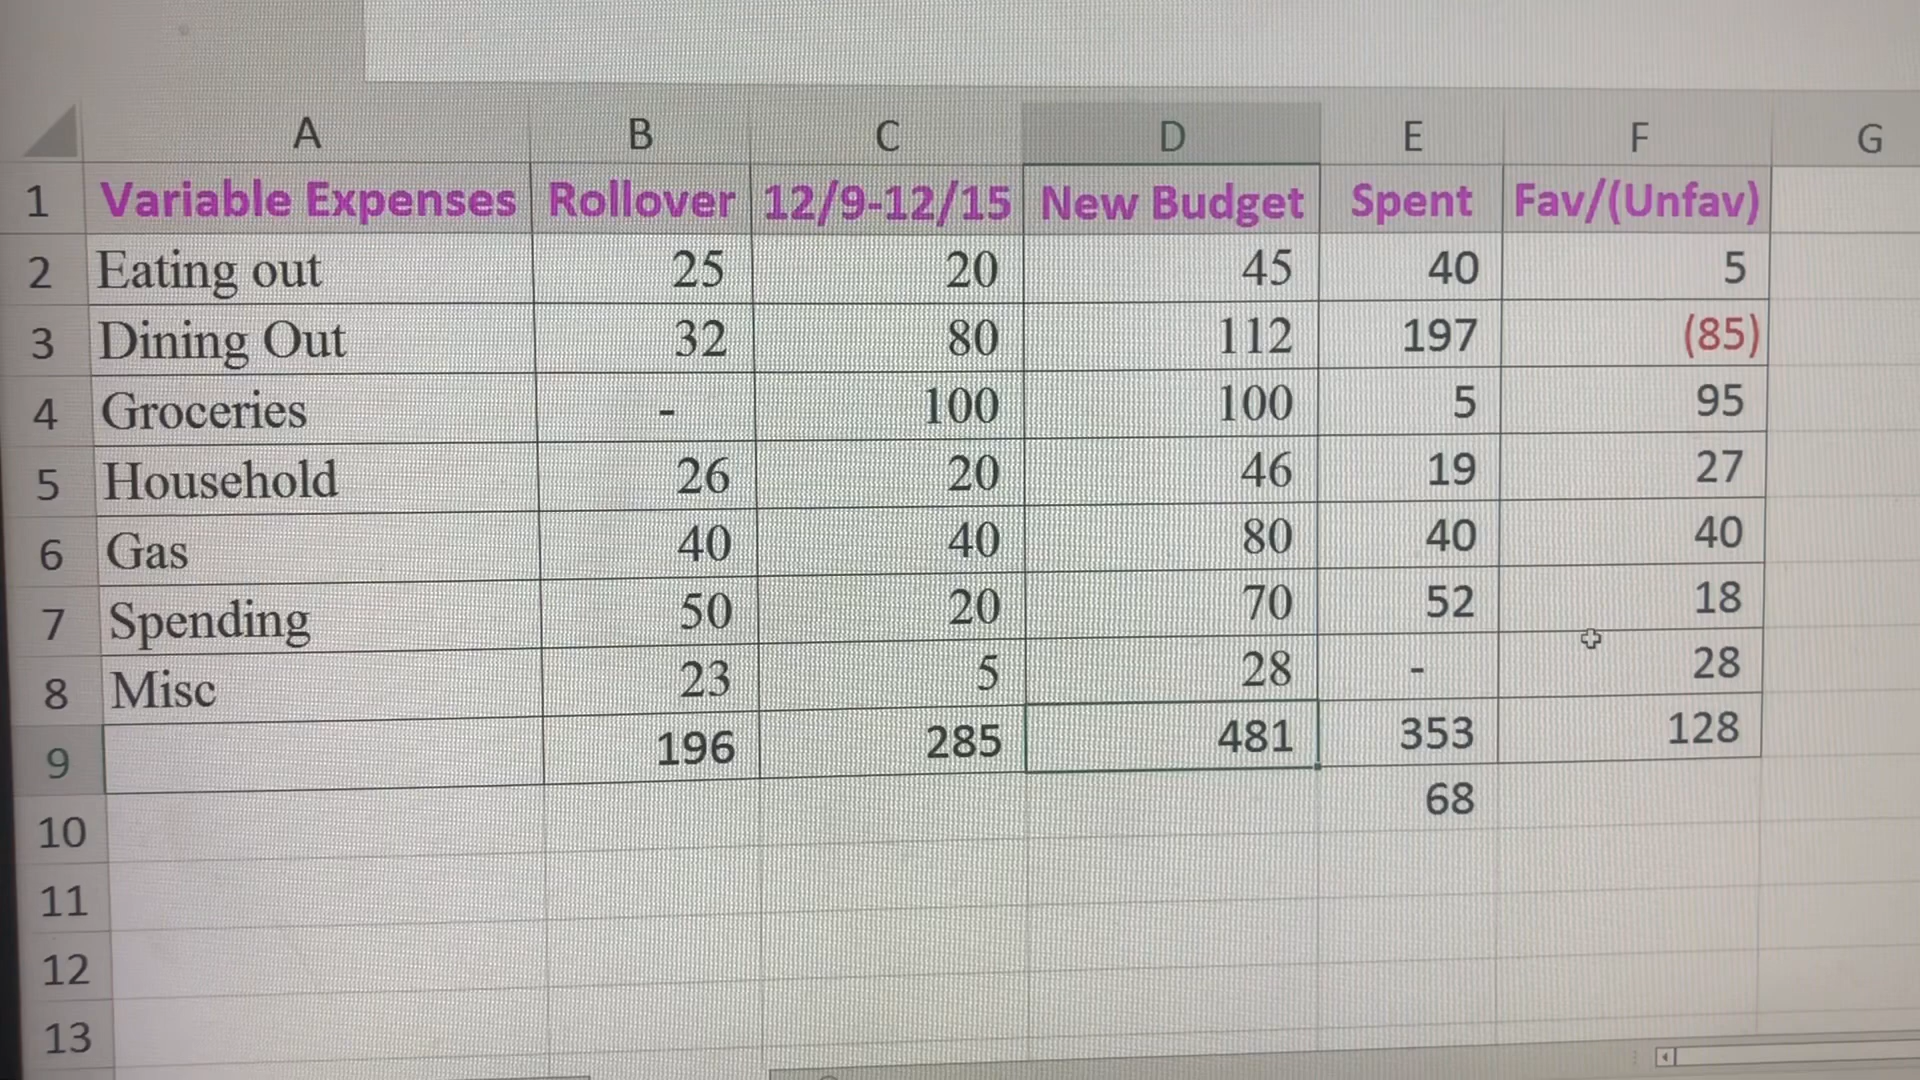 A B C D E F G
1 Variable Expenses Rollover 12/9-12/15 New Budget Spent Fav/(Unfav)
2 Eating out 25 20 45 40 5
3 Dining Out 32 80 112 197 (85)
4 Groceries - 100 100 5 95
5 Household 26 20 46 19 27
6 Gas 40 40 80 40 40
7 Spending 50 20 70 52 18
8 Misc 23 5 28 - 28
9 196 285 481 353 128
10 68
11
12
13